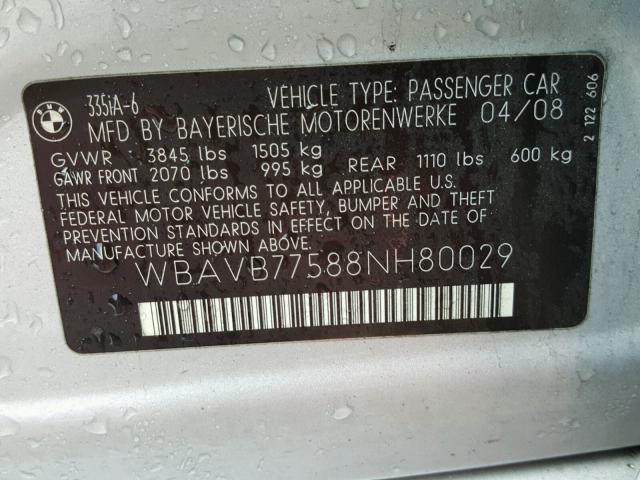 BMW
335iA-6 VEHICLE TYPE: PASSENGER CAR
MFD BY BAYERISCHE MOTORENWERKE 04/08
GVWR 3845 lbs 1505 kg
GAWR FRONT 2070 lbs 995 kg REAR 1110 lbs 600 kg
THIS VEHICLE CONFORMS TO ALL APPLICABLE U.S.
FEDERAL MOTOR VEHICLE SAFETY, BUMPER AND THEFT
PREVENTION STANDARDS IN EFFECT ON THE DATE OF
MANUFACTURE SHOWN ABOVE.
WBAVB77588NH80029
2 122 606